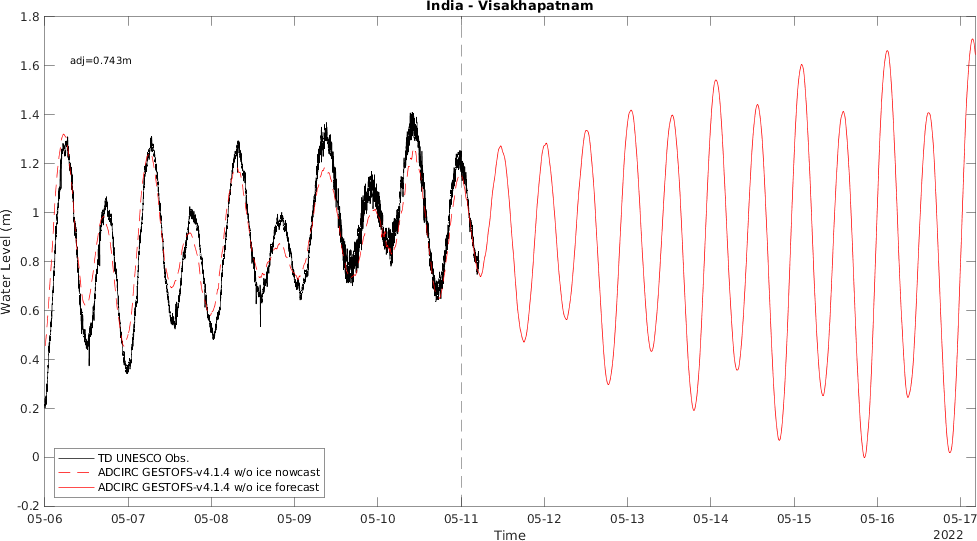 India - Visakhapatnam
adj=0.743m
Water Level (m)
1.8
1.6
1.4
1.2
1
0.8
0.6
0.4
0.2
0
-0.2
TD UNESCO Obs.
ADCIRC GESTOFS-v4.1.4 w/o ice nowcast
ADCIRC GESTOFS-v4.1.4 w/o ice forecast
05-06 05-07 05-08 05-09 05-10 05-11 05-12 05-13 05-14 05-15 05-16 05-17
Time
2022